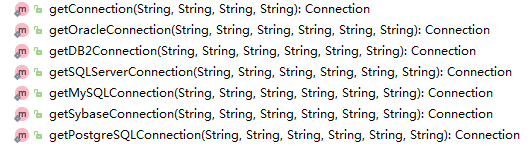 getConnection(String, String, String, String): Connection
getOracleConnection(String, String, String, String, String): Connection
getDB2Connection(String, String, String, String, String): Connection
getSQLServerConnection(String, String, String, String, String, String): Connection
getMySQLConnection(String, String, String, String, String): Connection
getSybaseConnection(String, String, String, String, String): Connection
getPostgreSQLConnection(String, String, String, String, String, String): Connection